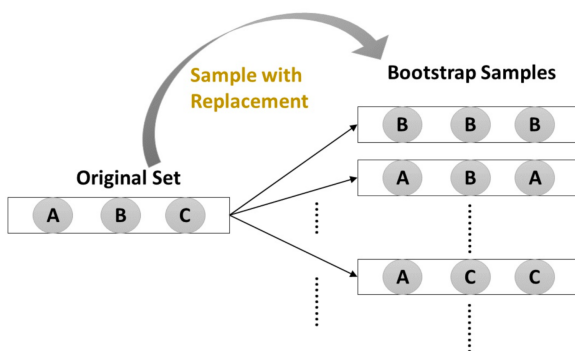 Sample with
Replacement
Bootstrap Samples
B B B
Original Set
A B A
A B C
A C C